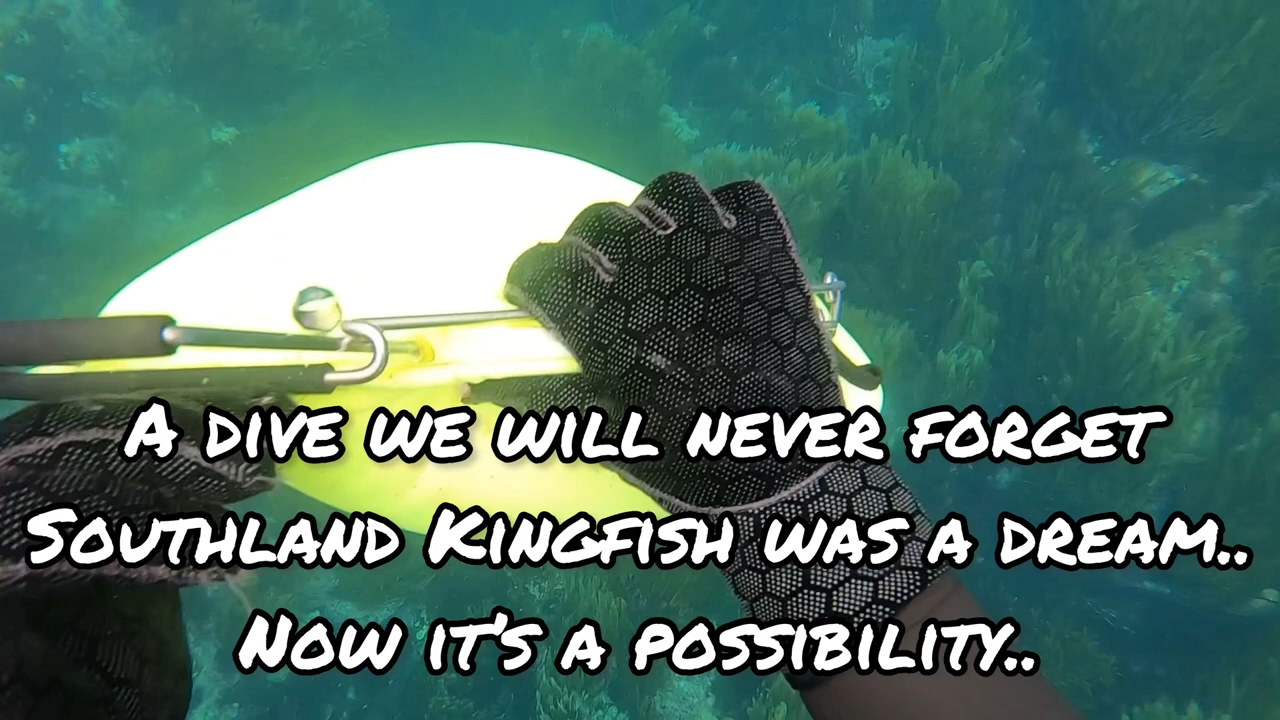 A dive we will never forget
Southland Kingfish was a dream..
Now it's a possibility..